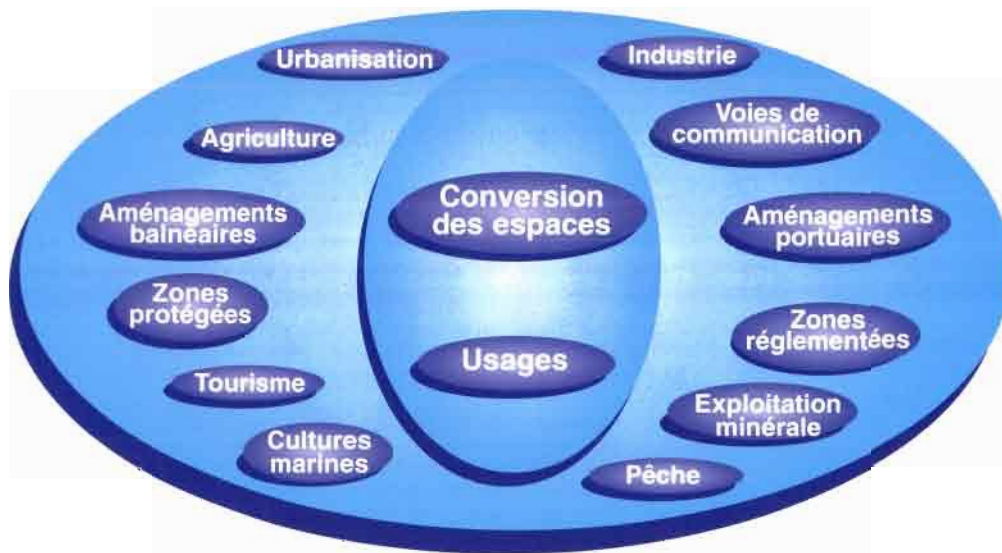 Urbanisation
Industrie
Agriculture
Voies de
communication
Conversion
des espaces
Aménagements
balnéaires
Aménagements
portuaires
Zones
protégées
Zones
réglementées
Usages
Tourisme
Exploitation
minérale
Cultures
marines
Pêche